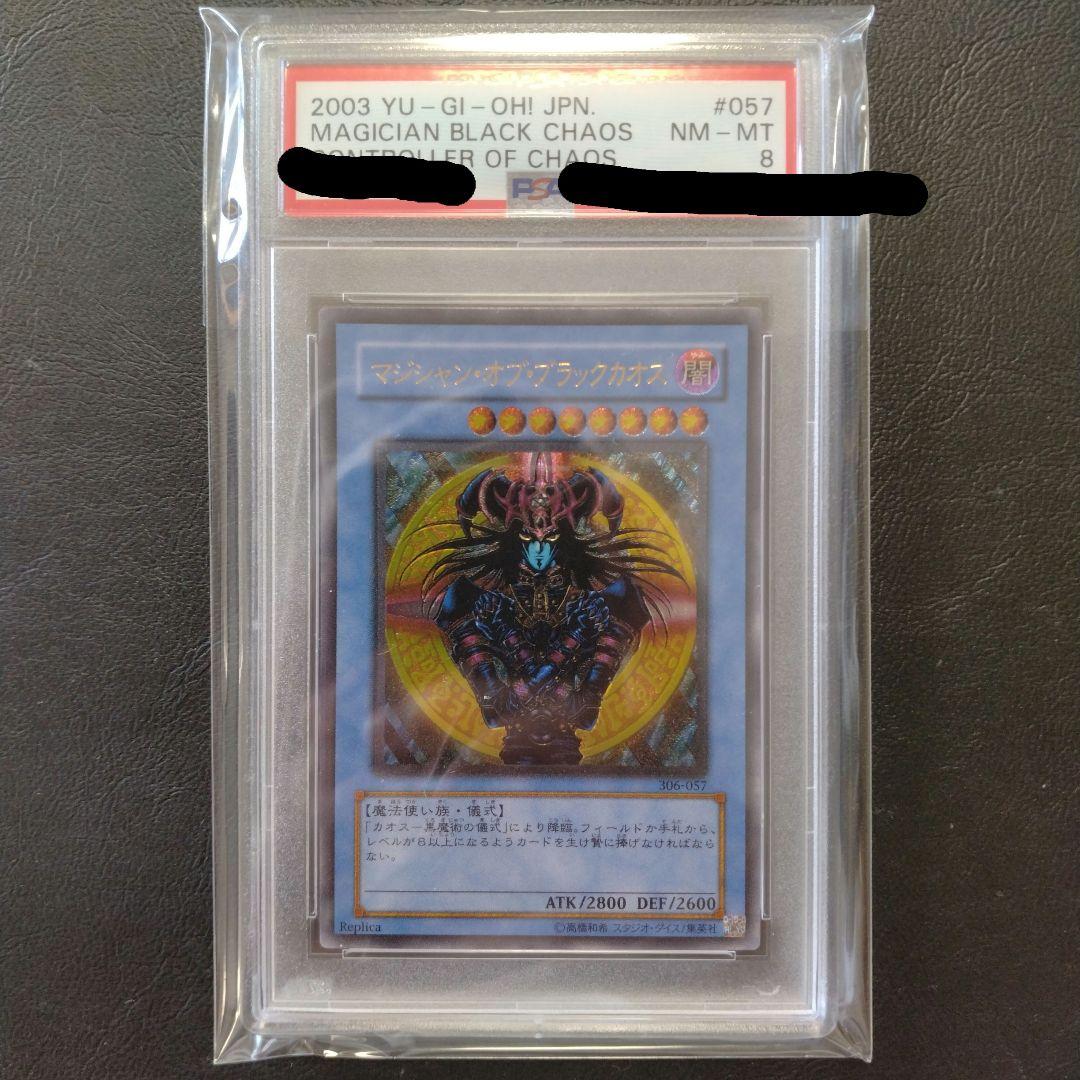 2003 YU-GI-OH! JPN. #057
MAGICIAN BLACK CHAOS NM-MT
CONTROLLER OF CHAOS 8
PSA
マジシャン・オブ・ブラックカオス 闇
306-057
【魔法使い族・儀式】
「カオスー黒魔術の儀式」により降臨。フィールドか手札から、
レベルが8以上になるようカードを生け贄に捧げなければなら
ない。
ATK/2800 DEF/2600
Replica ©高橋和希 スタジオ・ダイス/集英社